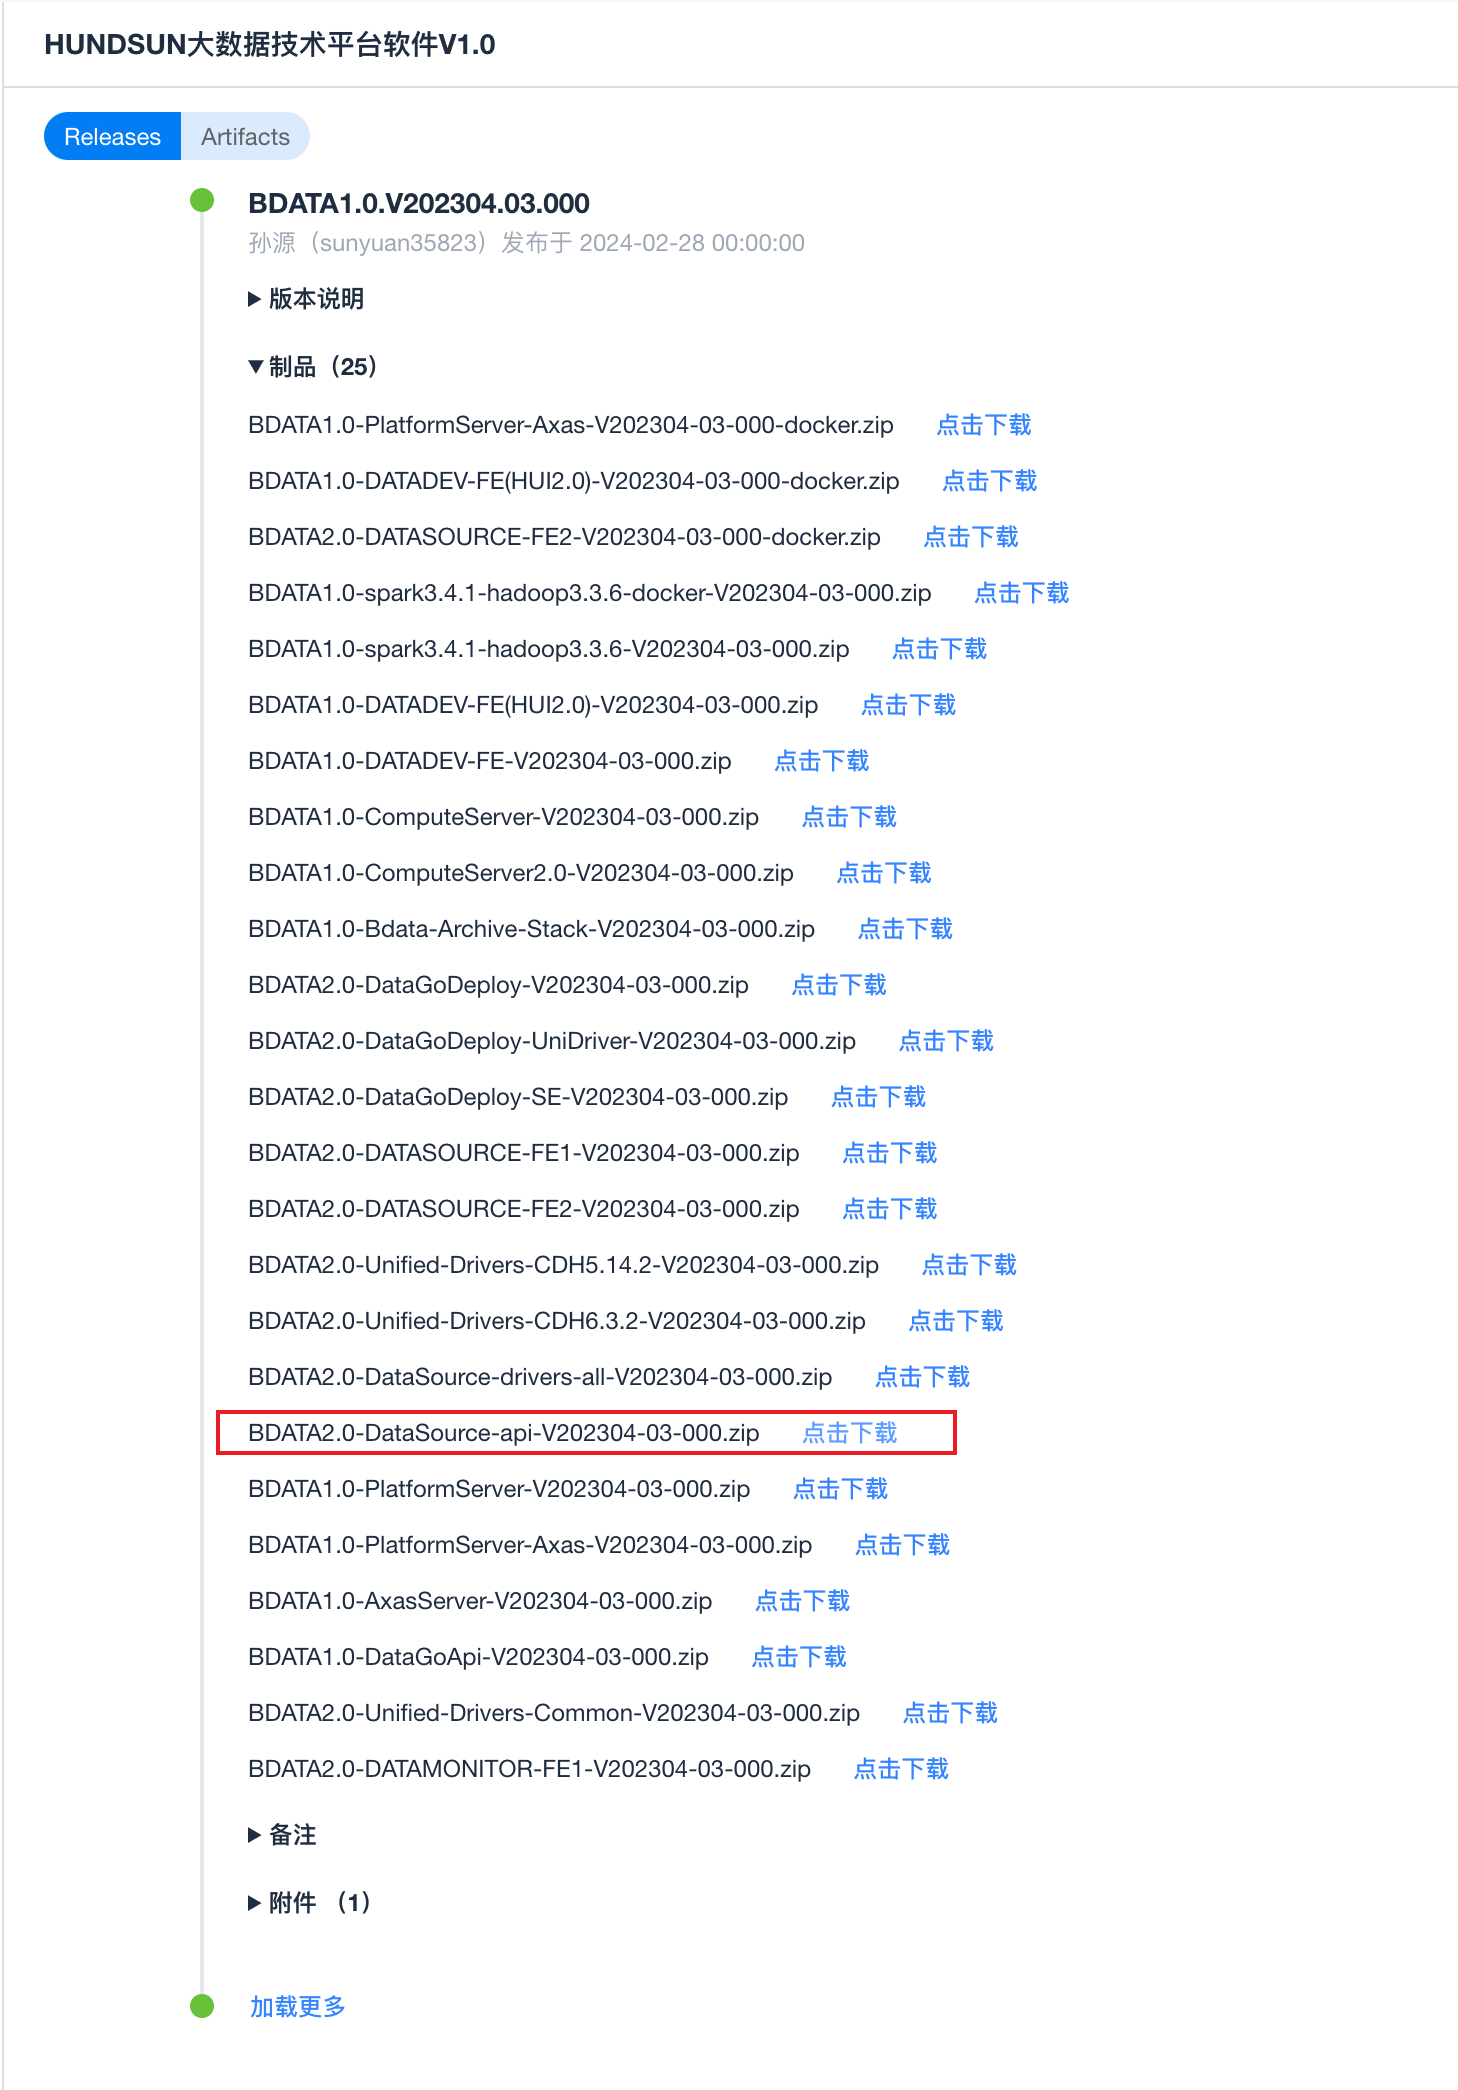 HUNDSUN大数据技术平台软件V1.0
Releases Artifacts
BDATA1.0.V202304.03.000
孙源（sunyuan35823）发布于 2024-02-28 00:00:00
▶ 版本说明
▼ 制品（25）
BDATA1.0-PlatformServer-Axas-V202304-03-000-docker.zip 点击下载
BDATA1.0-DATADEV-FE(HUI2.0)-V202304-03-000-docker.zip 点击下载
BDATA2.0-DATASOURCE-FE2-V202304-03-000-docker.zip 点击下载
BDATA1.0-spark3.4.1-hadoop3.3.6-docker-V202304-03-000.zip 点击下载
BDATA1.0-spark3.4.1-hadoop3.3.6-V202304-03-000.zip 点击下载
BDATA1.0-DATADEV-FE(HUI2.0)-V202304-03-000.zip 点击下载
BDATA1.0-DATADEV-FE-V202304-03-000.zip 点击下载
BDATA1.0-ComputeServer-V202304-03-000.zip 点击下载
BDATA1.0-ComputeServer2.0-V202304-03-000.zip 点击下载
BDATA1.0-Bdata-Archive-Stack-V202304-03-000.zip 点击下载
BDATA2.0-DataGoDeploy-V202304-03-000.zip 点击下载
BDATA2.0-DataGoDeploy-UniDriver-V202304-03-000.zip 点击下载
BDATA2.0-DataGoDeploy-SE-V202304-03-000.zip 点击下载
BDATA2.0-DATASOURCE-FE1-V202304-03-000.zip 点击下载
BDATA2.0-DATASOURCE-FE2-V202304-03-000.zip 点击下载
BDATA2.0-Unified-Drivers-CDH5.14.2-V202304-03-000.zip 点击下载
BDATA2.0-Unified-Drivers-CDH6.3.2-V202304-03-000.zip 点击下载
BDATA2.0-DataSource-drivers-all-V202304-03-000.zip 点击下载
BDATA2.0-DataSource-api-V202304-03-000.zip 点击下载
BDATA1.0-PlatformServer-V202304-03-000.zip 点击下载
BDATA1.0-PlatformServer-Axas-V202304-03-000.zip 点击下载
BDATA1.0-AxasServer-V202304-03-000.zip 点击下载
BDATA1.0-DataGoApi-V202304-03-000.zip 点击下载
BDATA2.0-Unified-Drivers-Common-V202304-03-000.zip 点击下载
BDATA2.0-DATAMONITOR-FE1-V202304-03-000.zip 点击下载
▶ 备注
▶ 附件 （1）
加载更多